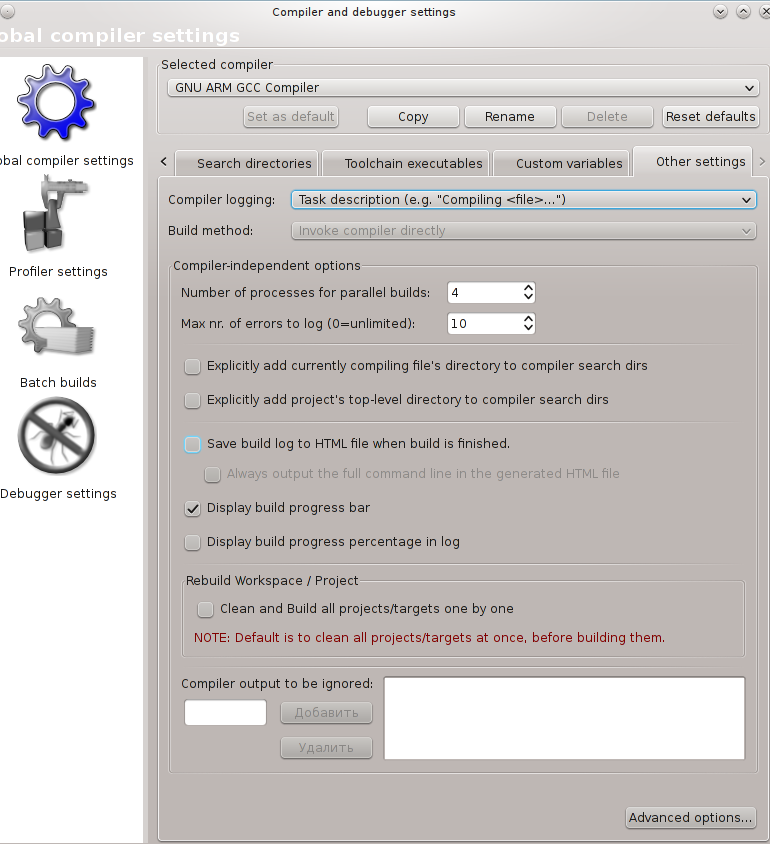 Compiler and debugger settings
obal compiler settings
Selected compiler
GNU ARM GCC Compiler
Set as default
Copy
Rename
Delete
Reset defaults
obal compiler settings
Profiler settings
Batch builds
Debugger settings
Search directories
Toolchain executables
Custom variables
Other settings
Compiler logging:
Task description (e.g. "Compiling <file>...")
Build method:
Invoke compiler directly
Compiler-independent options
Number of processes for parallel builds:
4
Max nr. of errors to log (0=unlimited):
10
Explicitly add currently compiling file's directory to compiler search dirs
Explicitly add project's top-level directory to compiler search dirs
Save build log to HTML file when build is finished.
Always output the full command line in the generated HTML file
Display build progress bar
Display build progress percentage in log
Rebuild Workspace / Project
Clean and Build all projects/targets one by one
NOTE: Default is to clean all projects/targets at once, before building them.
Compiler output to be ignored:
Добавить
Удалить
Advanced options...